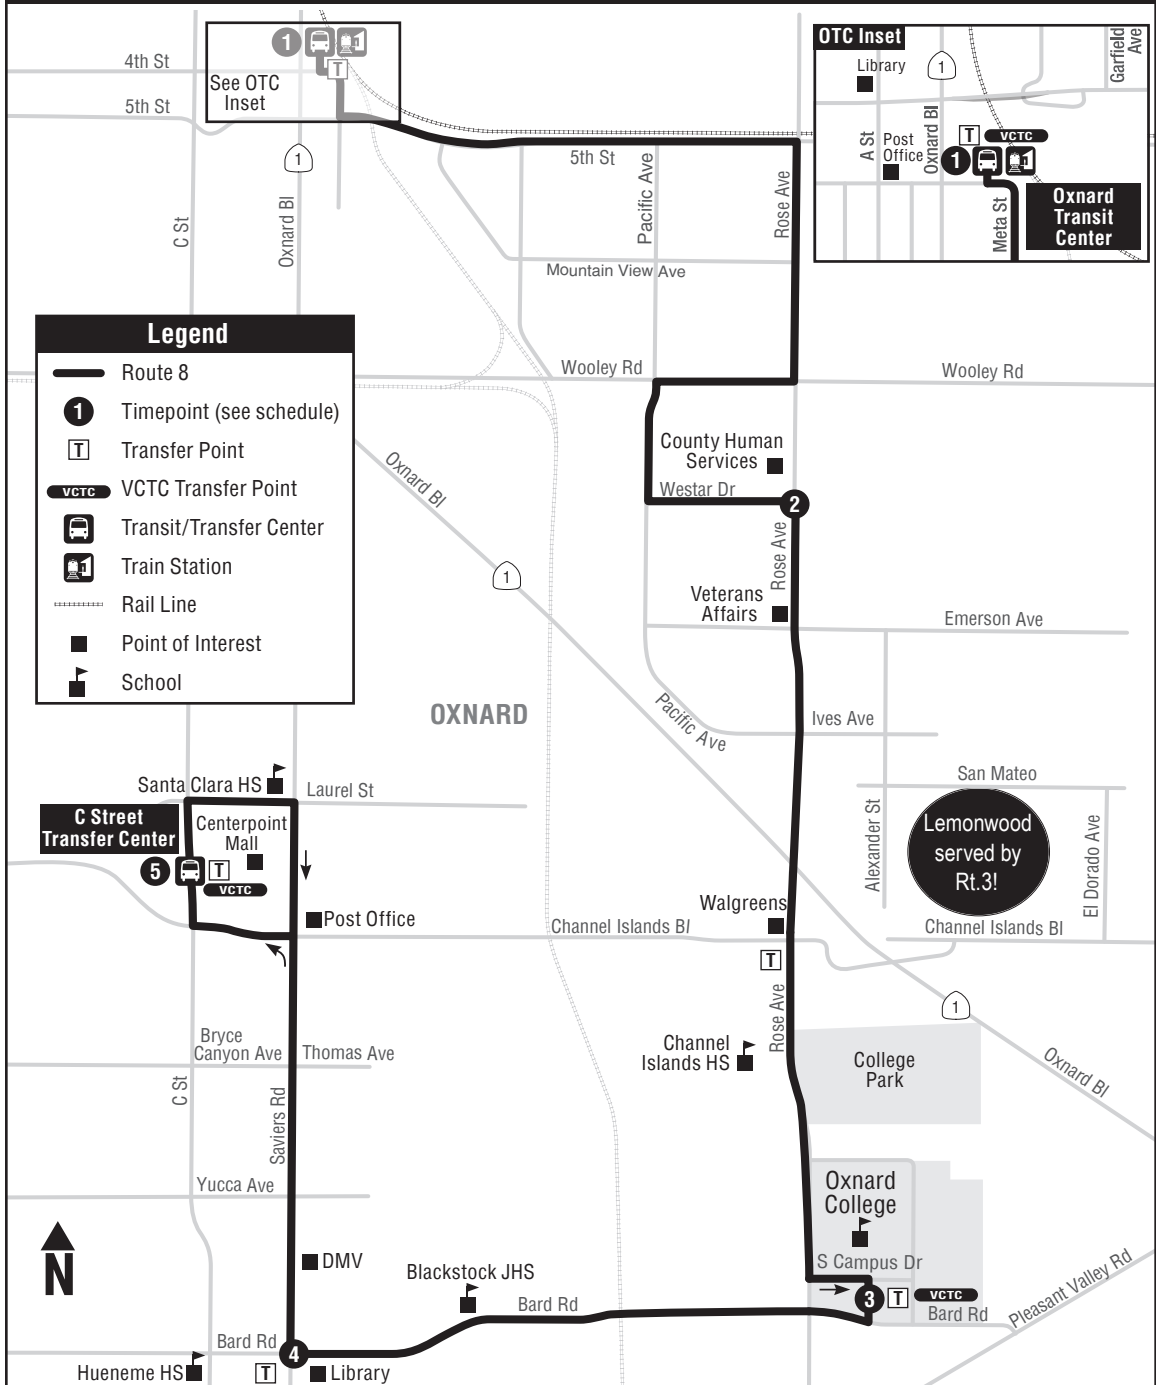 1
T
4th St
See OTC
Inset
5th St
1
5th St
C St
Oxnard Bl
Pacific Ave
Rose Ave
Mountain View Ave
OTC Inset
Library
1
Garfield
Ave
A St
Post
Office
Oxnard Bl
T
VCTC
1
Meta St
Oxnard
Transit
Center
Legend
Route 8
1
Timepoint (see schedule)
T
Transfer Point
VCTC
VCTC Transfer Point
Transit/Transfer Center
Train Station
Rail Line
Point of Interest
School
Wooley Rd
Wooley Rd
County Human
Services
Westar Dr
2
Oxnard Bl
1
Rose Ave
Veterans
Affairs
Emerson Ave
OXNARD
Pacific Ave
Ives Ave
San Mateo
Alexander St
Lemonwood
served by
Rt.3!
El Dorado Ave
Santa Clara HS
Laurel St
C Street
Transfer Center
Centerpoint
Mall
5
T
VCTC
Post Office
Channel Islands Bl
Walgreens
T
Channel Islands Bl
Rose Ave
1
Bryce
Canyon Ave
Thomas Ave
Channel
Islands HS
College
Park
Oxnard Bl
C St
Saviers Rd
Yucca Ave
Oxnard
College
S Campus Dr
N
DMV
Blackstock JHS
Bard Rd
3
T
VCTC
Bard Rd
Pleasant Valley Rd
Bard Rd
4
Hueneme HS
T
Library